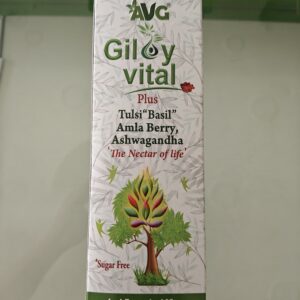 AVG
Giloy
vital
Plus
Tulsi "Basil"
Amla Berry,
Ashwagandha
'The Nectar of life'
*Sugar Free